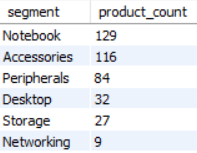 segment product_count
Notebook 129
Accessories 116
Peripherals 84
Desktop 32
Storage 27
Networking 9